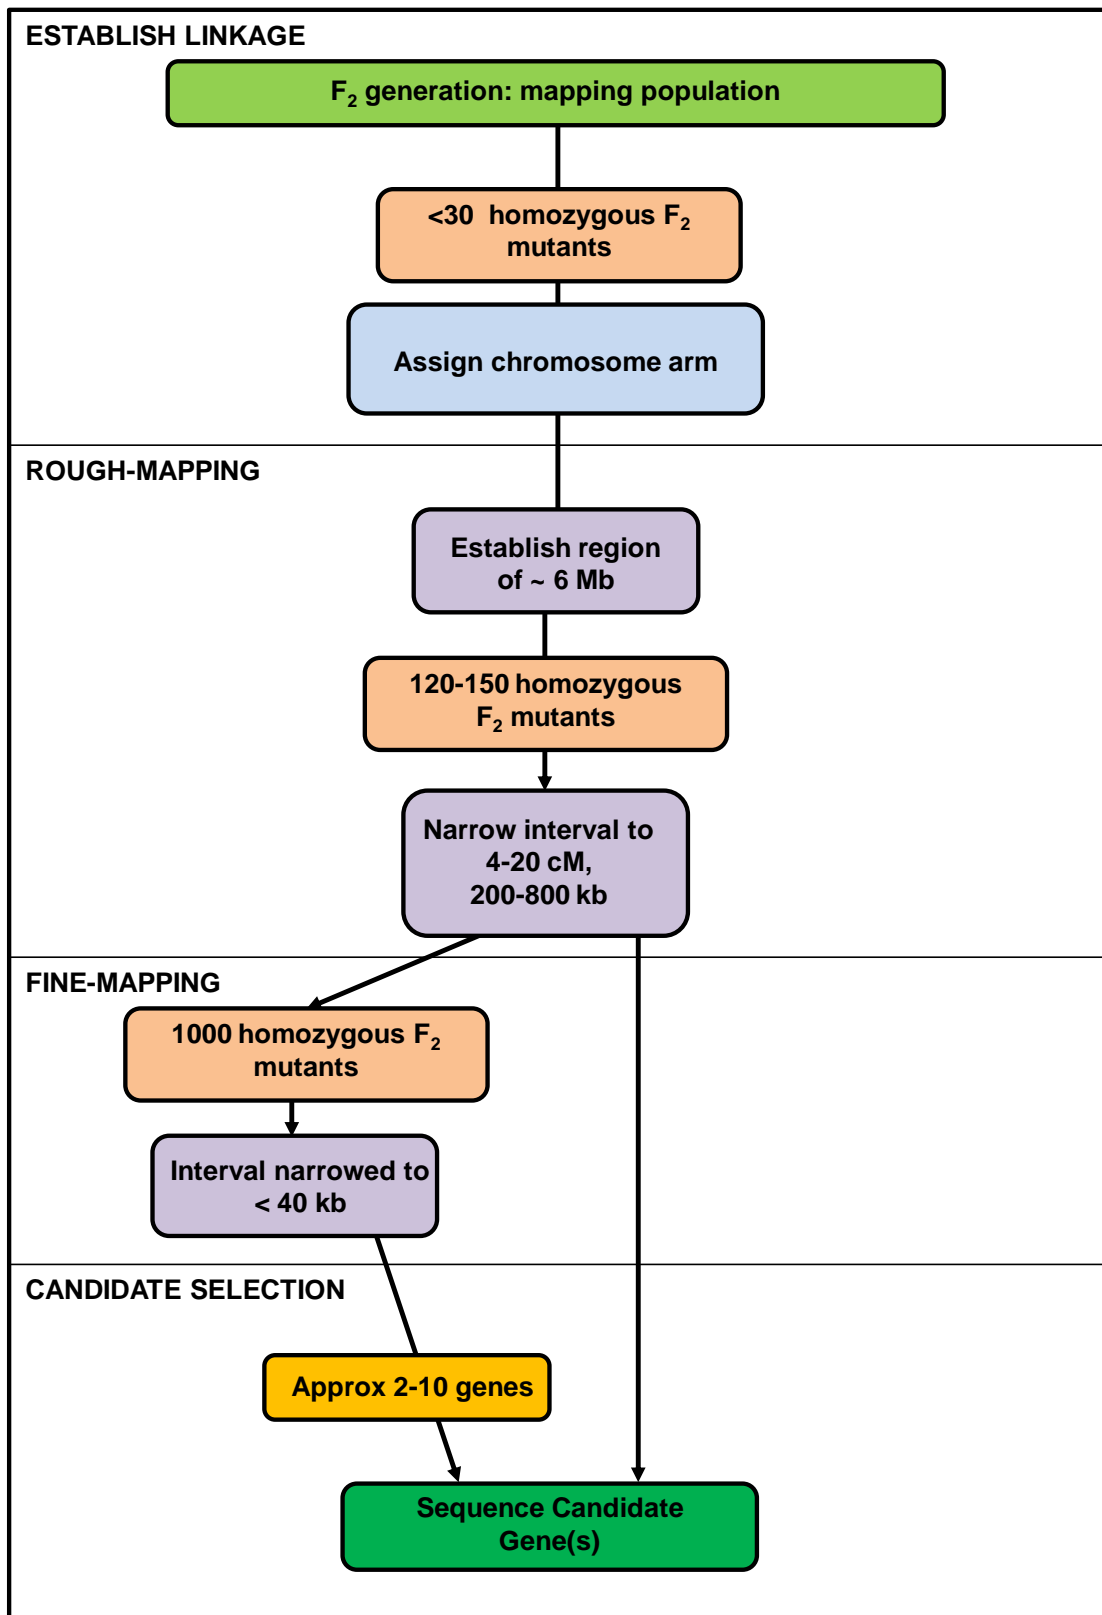 ESTABLISH LINKAGE
F₂ generation: mapping population
<30 homozygous F₂
mutants
Assign chromosome arm
ROUGH-MAPPING
Establish region
of ~ 6 Mb
120-150 homozygous
F₂ mutants
Narrow interval to
4-20 cM,
200-800 kb
FINE-MAPPING
1000 homozygous F₂
mutants
Interval narrowed to
< 40 kb
CANDIDATE SELECTION
Approx 2-10 genes
Sequence Candidate
Gene(s)